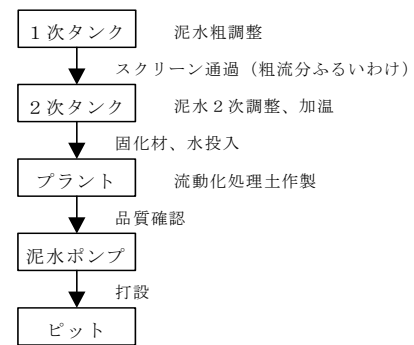 １次タンク　泥水粗調整
スクリーン通過（粗流分ふるいわけ）
２次タンク　泥水２次調整、加温
固化材、水投入
プラント　流動化処理土作製
品質確認
泥水ポンプ
打設
ピット